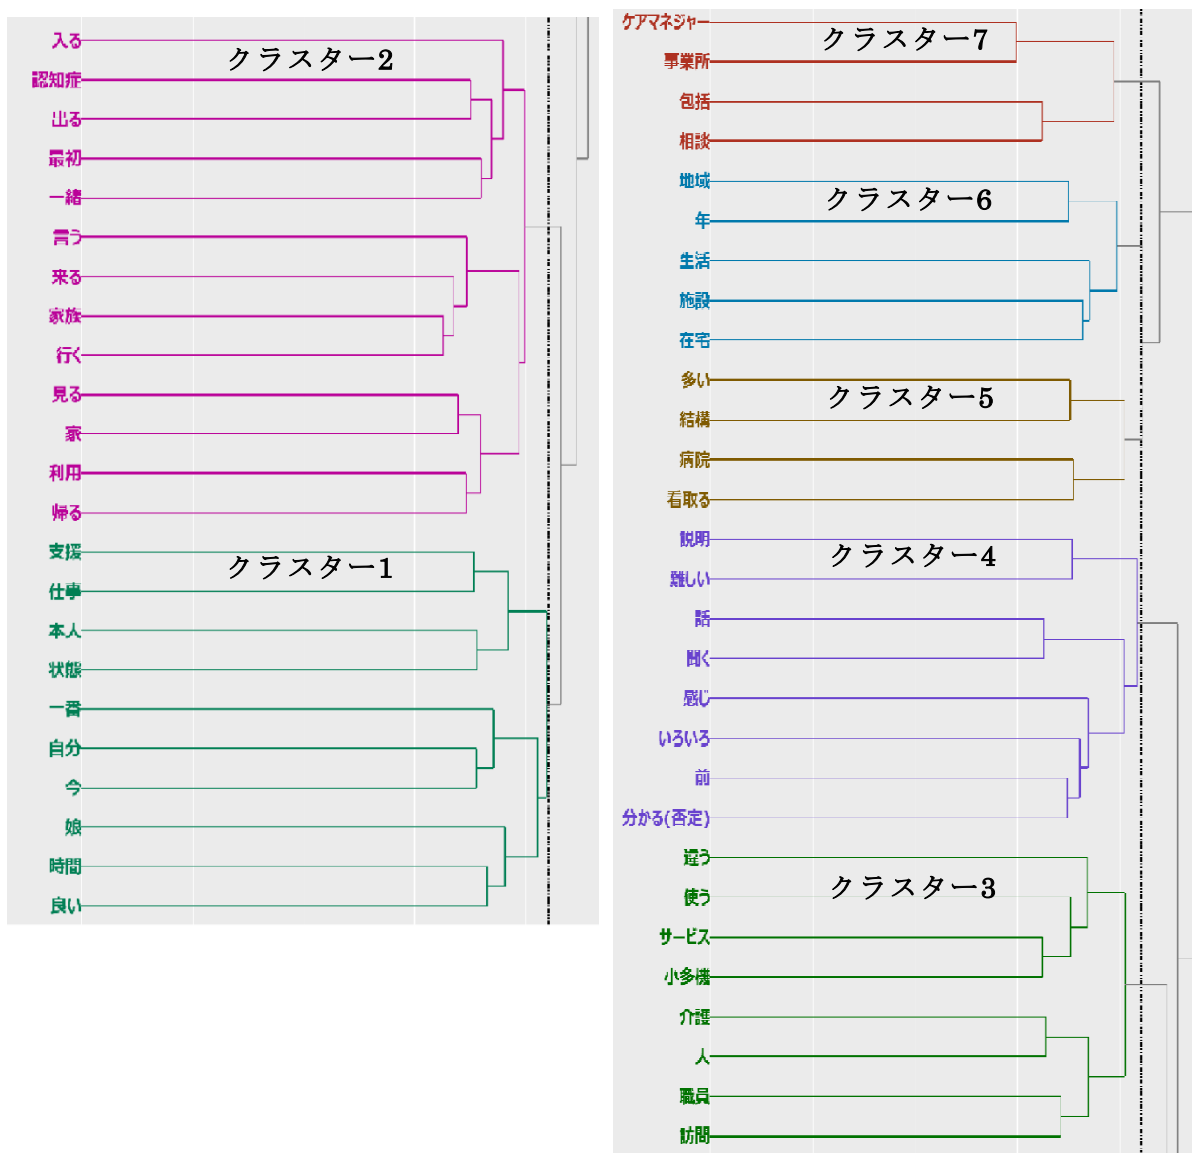 入る
クラスター2
認知症
出る
最初
一緒
言う
来る
家族
行く
見る
家
利用
帰る
支援
クラスター1
仕事
本人
状態
一番
自分
今
娘
時間
良い
ケアマネジャー
クラスター7
事業所
包括
相談
地域
クラスター6
年
生活
施設
在宅
多い
クラスター5
結構
病院
看取る
説明
クラスター4
難しい
話
聞く
感じ
いろいろ
前
分かる(否定)
違う
クラスター3
使う
サービス
小多機
介護
人
職員
訪問